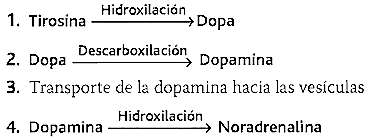 Hidroxilación
1. Tirosina ⟶ Dopa
Descarboxilación
2. Dopa ⟶ Dopamina
3. Transporte de la dopamina hacia las vesículas
Hidroxilación
4. Dopamina ⟶ Noradrenalina